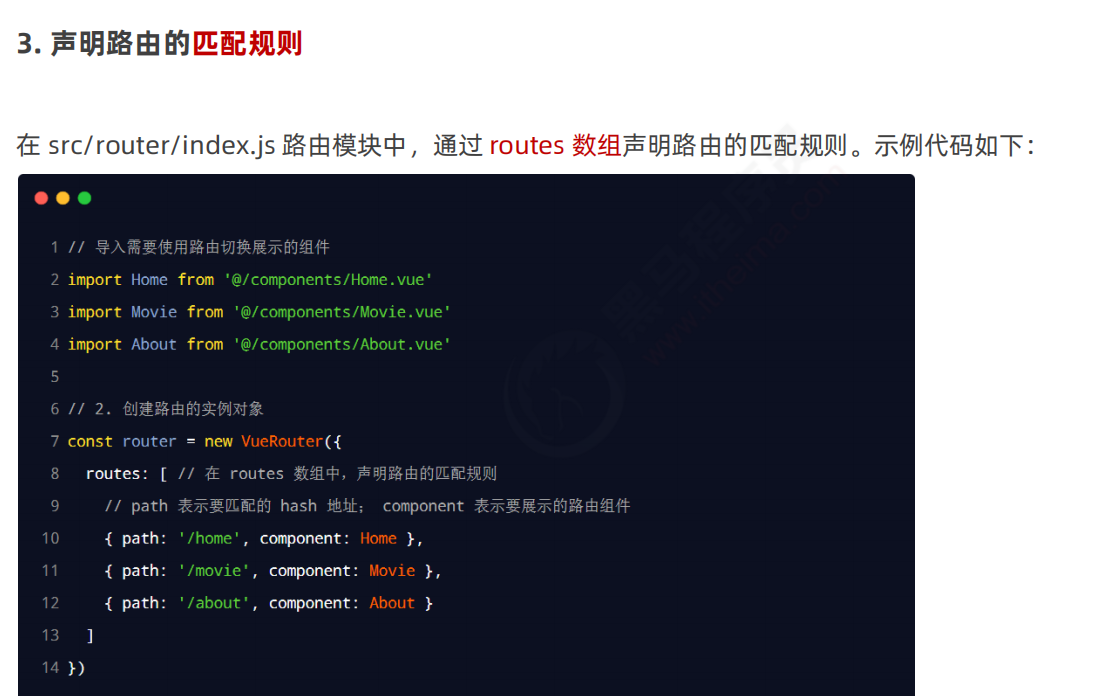 3. 声明路由的匹配规则
在 src/router/index.js 路由模块中，通过 routes 数组声明路由的匹配规则。示例代码如下：
1 // 导入需要使用路由切换展示的组件
2 import Home from '@/components/Home.vue'
3 import Movie from '@/components/Movie.vue'
4 import About from '@/components/About.vue'
5
6 // 2. 创建路由的实例对象
7 const router = new VueRouter({
8   routes: [ // 在 routes 数组中，声明路由的匹配规则
9     // path 表示要匹配的 hash 地址； component 表示要展示的路由组件
10     { path: '/home', component: Home },
11     { path: '/movie', component: Movie },
12     { path: '/about', component: About }
13   ]
14 })